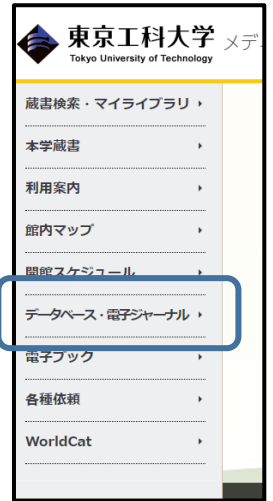 東京工科大学 メデ
Tokyo University of Technology
蔵書検索・マイライブラリ
本学蔵書
利用案内
館内マップ
開館スケジュール
データベース・電子ジャーナル
電子ブック
各種依頼
WorldCat